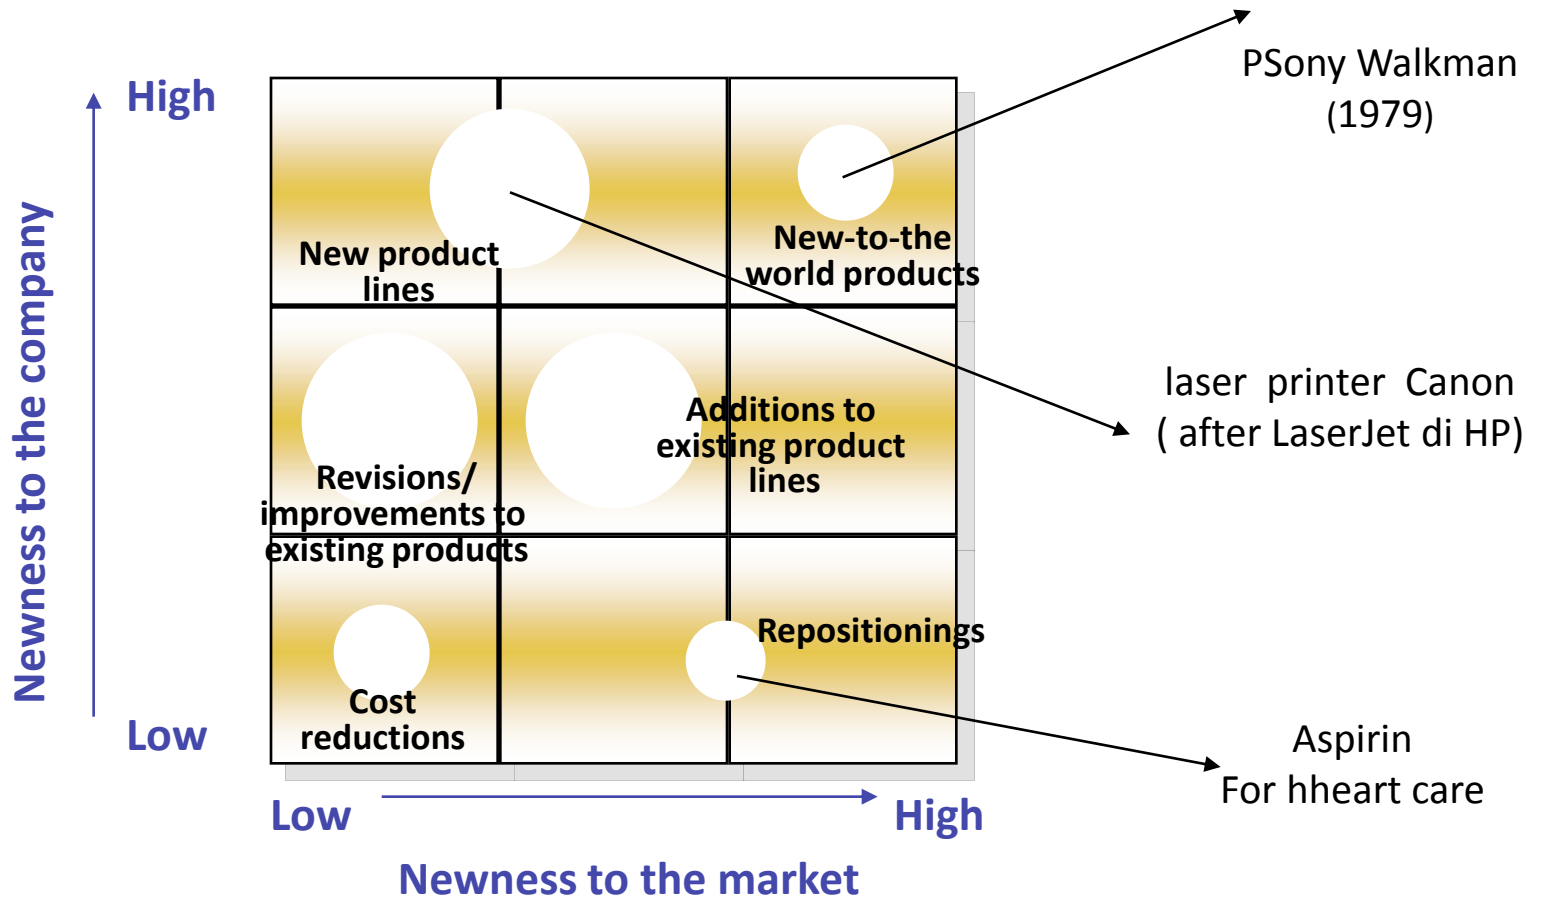 High
Newness to the company
Low
New product
lines
New-to-the
world products
Revisions/
improvements to
existing products
Additions to
existing product
lines
Cost
reductions
Repositionings
Low
High
Newness to the market
PSony Walkman
(1979)
laser printer Canon
( after LaserJet di HP)
Aspirin
For hheart care